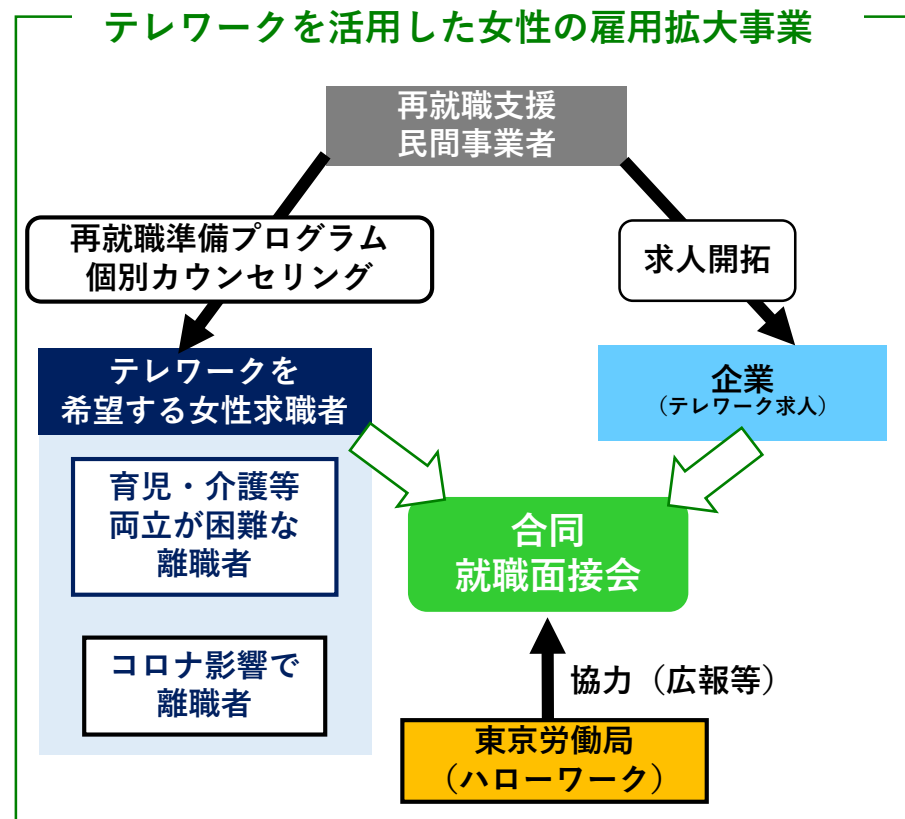 テレワークを活用した女性の雇用拡大事業
再就職支援
民間事業者
再就職準備プログラム
個別カウンセリング
求人開拓
テレワークを
希望する女性求職者
企業
（テレワーク求人）
育児・介護等
両立が困難な
離職者
合同
就職面接会
コロナ影響で
離職者
協力（広報等）
東京労働局
（ハローワーク）